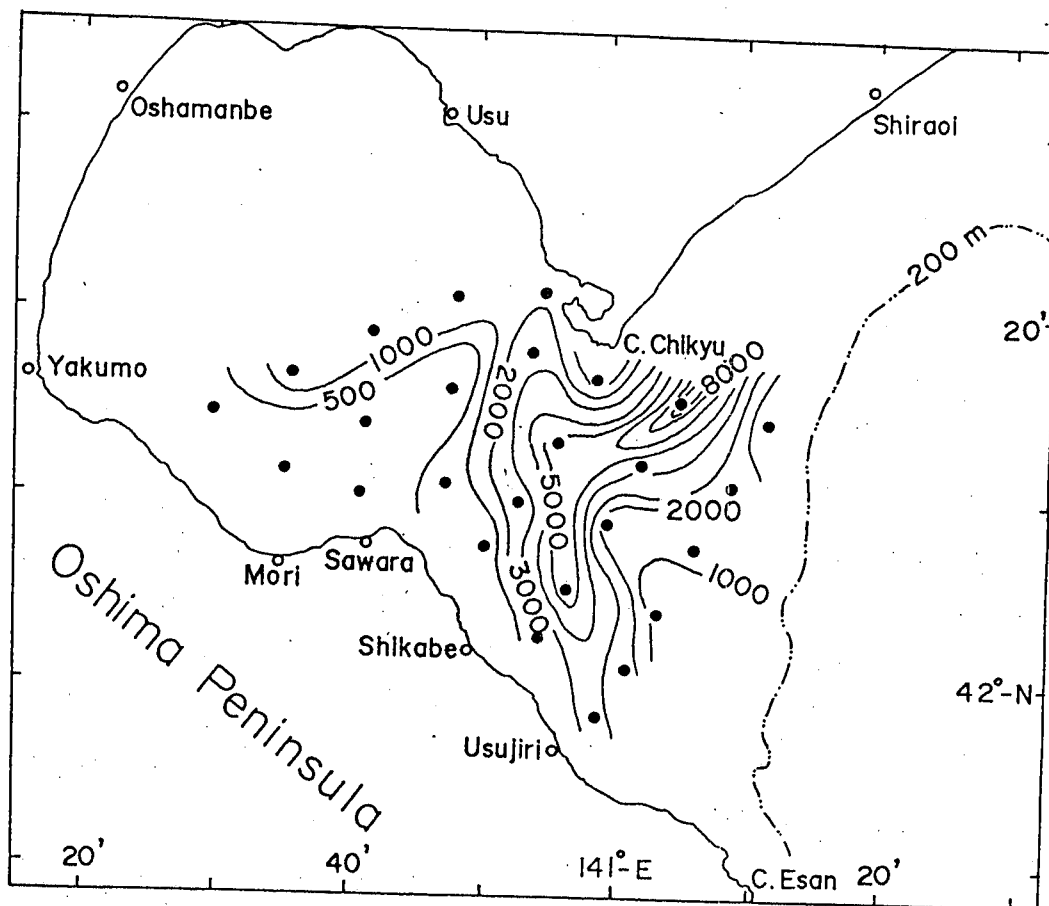 Oshamanbe
Usu
Shiraoi
200 m
20'
C. Chikyu
1000
8000
Yakumo
500
2000
5000
2000
Mori
Sawara
3000
1000
Shikabe
Oshima Peninsula
42°-N
Usujiri
20'
40'
141°-E
C. Esan
20'